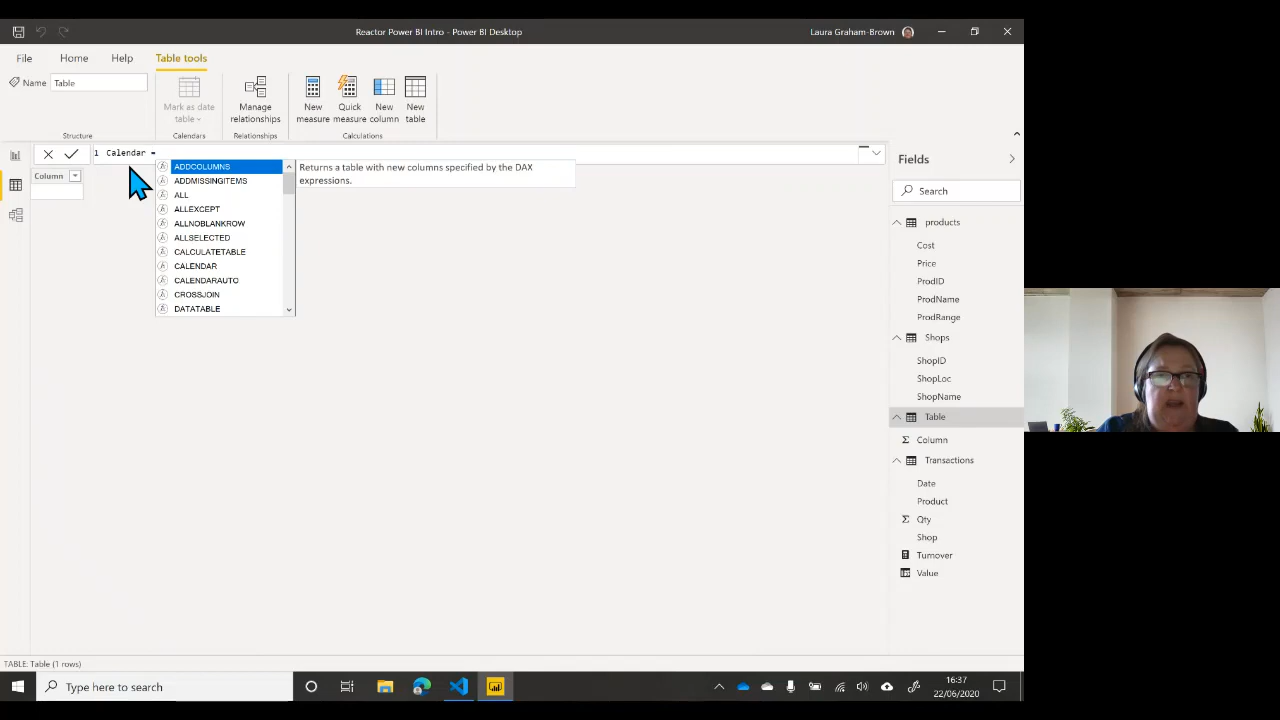 Reactor Power BI Intro - Power BI Desktop
Laura Graham-Brown
File
Home
Help
Table tools
Name
Table
Mark as date
table
Manage
relationships
New
measure
Quick
measure
New
column
New
table
Structure
Calendars
Relationships
Calculations
1 Calendar =
Column
ADDCOLUMNS
ADDMISSINGITEMS
ALL
ALLEXCEPT
ALLNOBLANKROW
ALLSELECTED
CALCULATETABLE
CALENDAR
CALENDARAUTO
CROSSJOIN
DATATABLE
Returns a table with new columns specified by the DAX
expressions.
Fields
Search
products
Cost
Price
ProdID
ProdName
ProdRange
Shops
ShopID
ShopLoc
ShopName
Table
Column
Transactions
Date
Product
Qty
Shop
Turnover
Value
TABLE: Table (1 rows)
Type here to search
16:37
22/06/2020